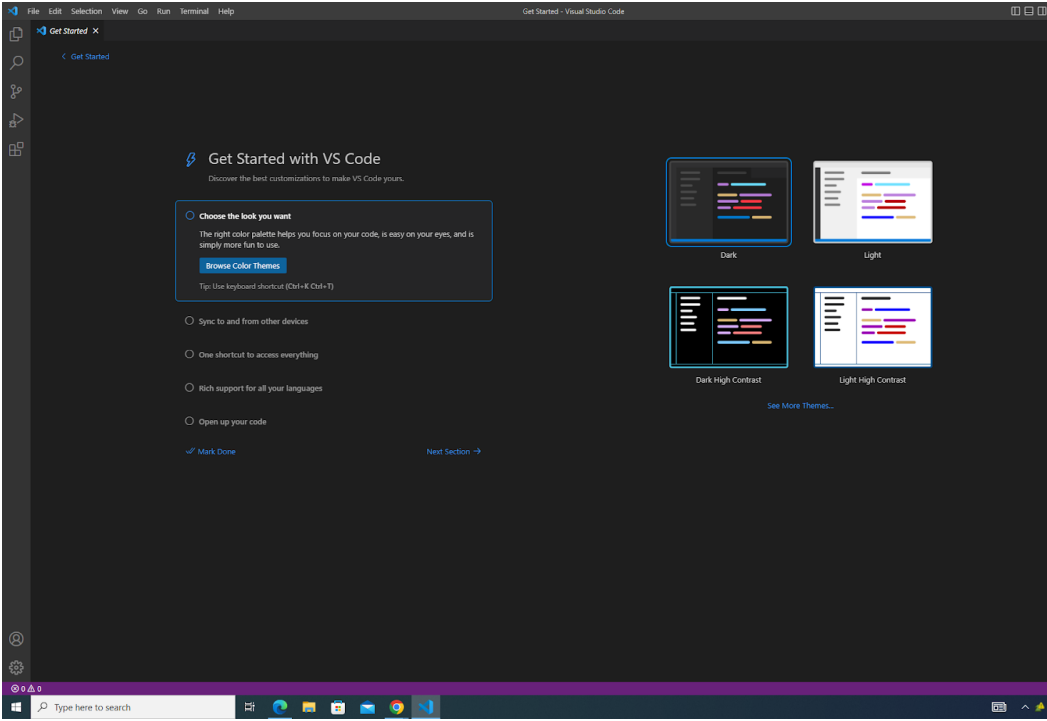 File Edit Selection View Go Run Terminal Help
Get Started - Visual Studio Code
Get Started
Get Started
Get Started with VS Code
Discover the best customizations to make VS Code yours.
Choose the look you want
The right color palette helps you focus on your code, is easy on your eyes, and is
simply more fun to use.
Browse Color Themes
Tip: Use keyboard shortcut (Ctrl+K Ctrl+T)
Sync to and from other devices
One shortcut to access everything
Rich support for all your languages
Open up your code
Mark Done
Next Section →
Dark
Light
Dark High Contrast
Light High Contrast
See More Themes...
0 0
Type here to search